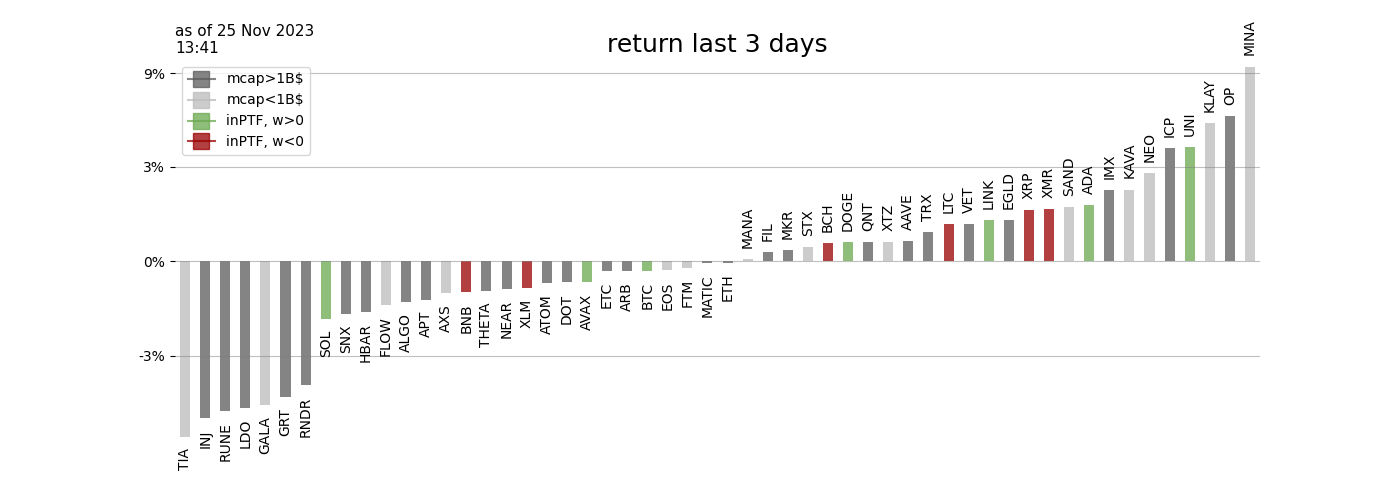 as of 25 Nov 2023
13:41
return last 3 days
mcap>1B$
mcap<1B$
inPTF, w>0
inPTF, w<0
9%
3%
0%
-3%
TIA
INJ
RUNE
LDO
GALA
GRT
RNDR
SOL
SNX
HBAR
FLOW
ALGO
APT
AXS
BNB
THETA
NEAR
XLM
ATOM
DOT
AVAX
ETC
ARB
BTC
EOS
FTM
MATIC
ETH
MANA
FIL
MKR
STX
BCH
DOGE
QNT
XTZ
AAVE
TRX
LTC
VET
LINK
EGLD
XRP
XMR
SAND
ADA
IMX
KAVA
NEO
ICP
UNI
KLAY
OP
MINA